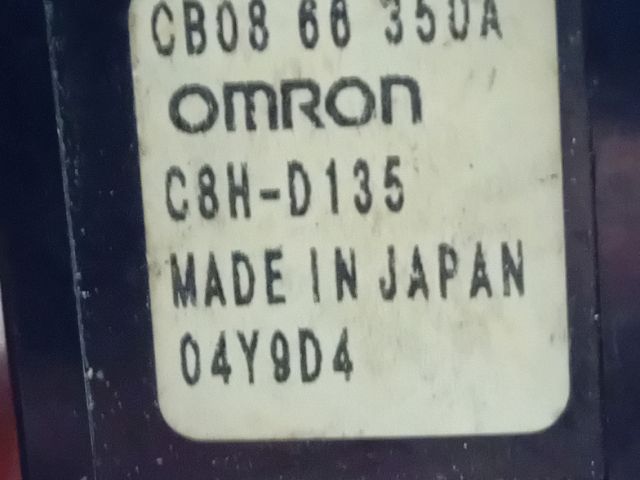 CB08 66 350A
omron
C8H-D135
MADE IN JAPAN
04Y9D4